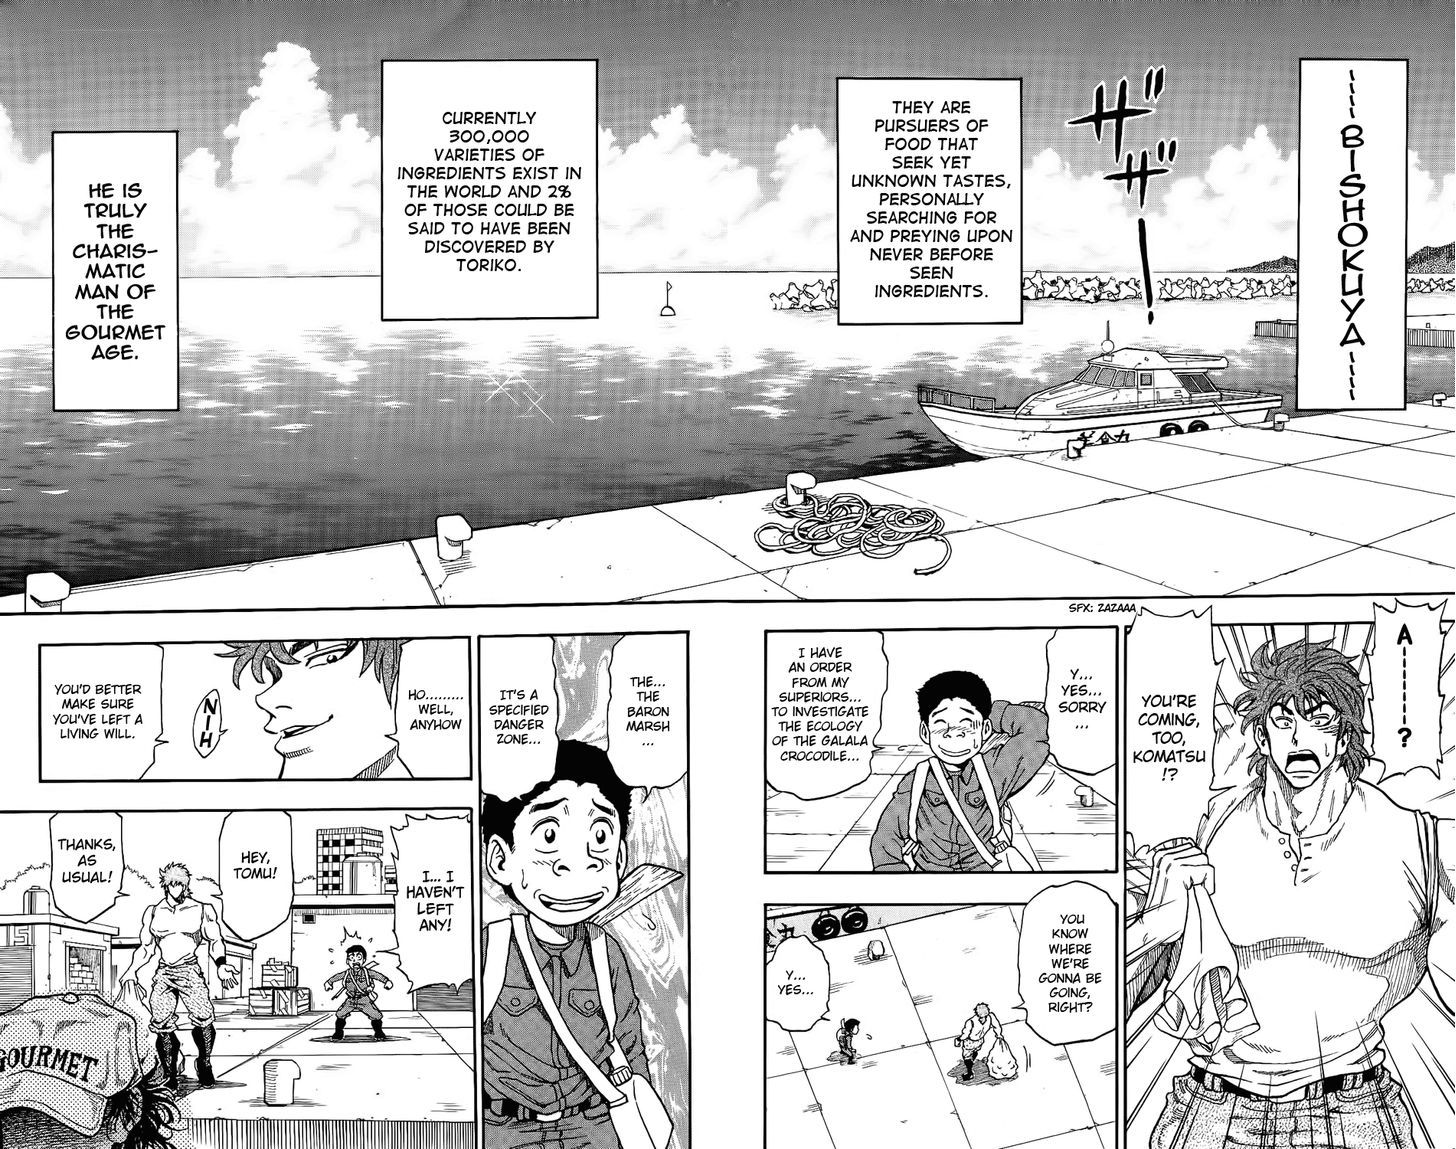 -----BISHOKUYA-----
ザザ
THEY ARE
PURSUERS OF
FOOD THAT
SEEK YET
UNKNOWN TASTES,
PERSONALLY
SEARCHING FOR
AND PREYING UPON
NEVER BEFORE
SEEN
INGREDIENTS.
CURRENTLY
300,000
VARIETIES OF
INGREDIENTS EXIST IN
THE WORLD AND 2%
OF THOSE COULD BE
SAID TO HAVE BEEN
DISCOVERED BY
TORIKO.
HE IS
TRULY
THE
CHARIS-
MATIC
MAN OF
THE
GOURMET
AGE.
SFX: ZAZAAA
A-------?
YOU'RE
COMING,
TOO,
KOMATSU
!?
Y...
YES...
SORRY
...
I HAVE
AN ORDER
FROM MY
SUPERIORS...
TO INVESTIGATE
THE ECOLOGY
OF THE GALALA
CROCODILE...
YOU
KNOW
WHERE
WE'RE
GONNA BE
GOING,
RIGHT?
Y...
YES...
THE...
THE
BARON
MARSH
...
IT'S A
SPECIFIED
DANGER
ZONE...
HO.........
WELL,
ANYHOW
NIH
YOU'D BETTER
MAKE SURE
YOU'VE LEFT A
LIVING WILL.
I... I
HAVEN'T
LEFT
ANY!
HEY,
TOMU!
THANKS,
AS
USUAL!
15
GOURMET